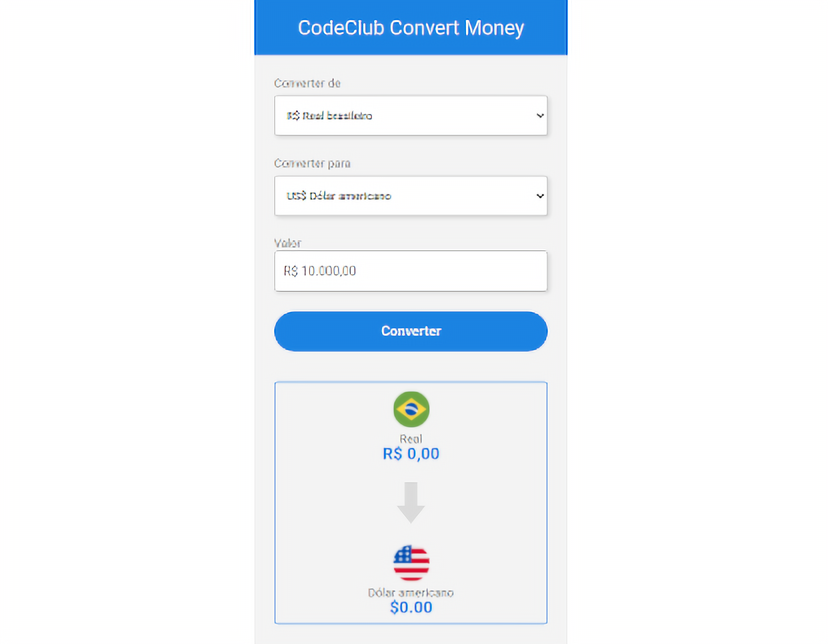 CodeClub Convert Money
Converter de
R$ Real brasileiro
Converter para
US$ Dólar americano
Valor
R$ 10.000,00
Converter
Real
R$ 0,00
Dólar americano
$0.00